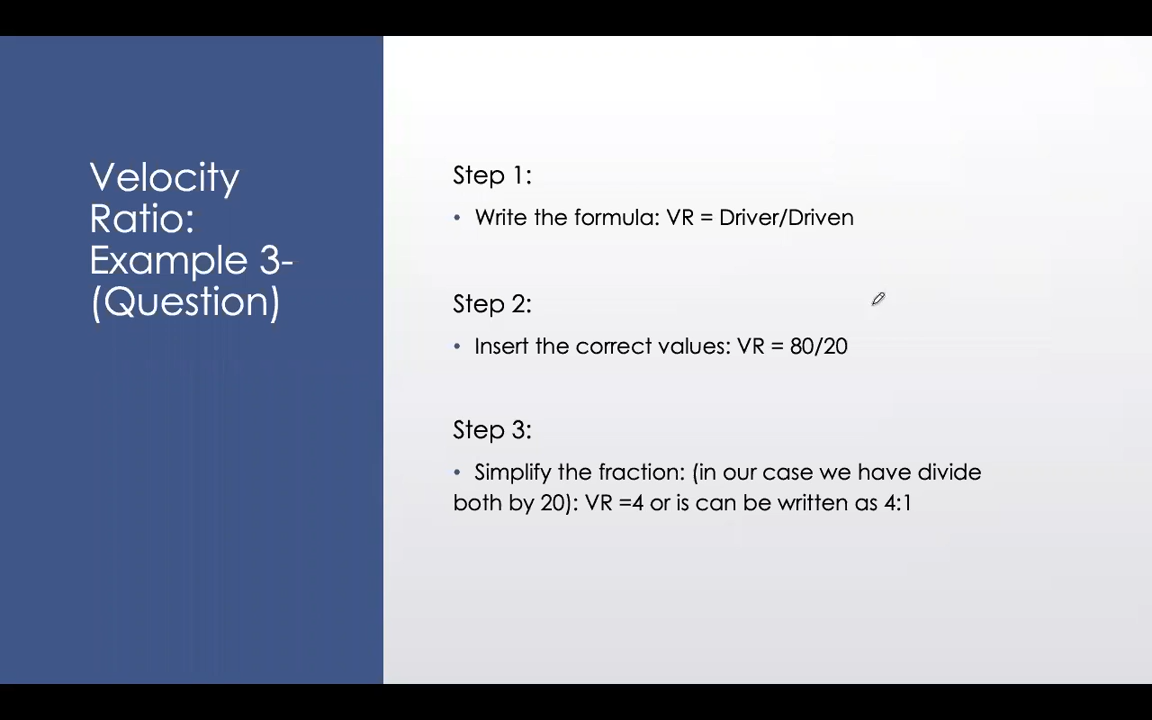 Velocity
Ratio:
Example 3-
(Question)
Step 1:
• Write the formula: VR = Driver/Driven
Step 2:
• Insert the correct values: VR = 80/20
Step 3:
• Simplify the fraction: (in our case we have divide
both by 20): VR =4 or is can be written as 4:1